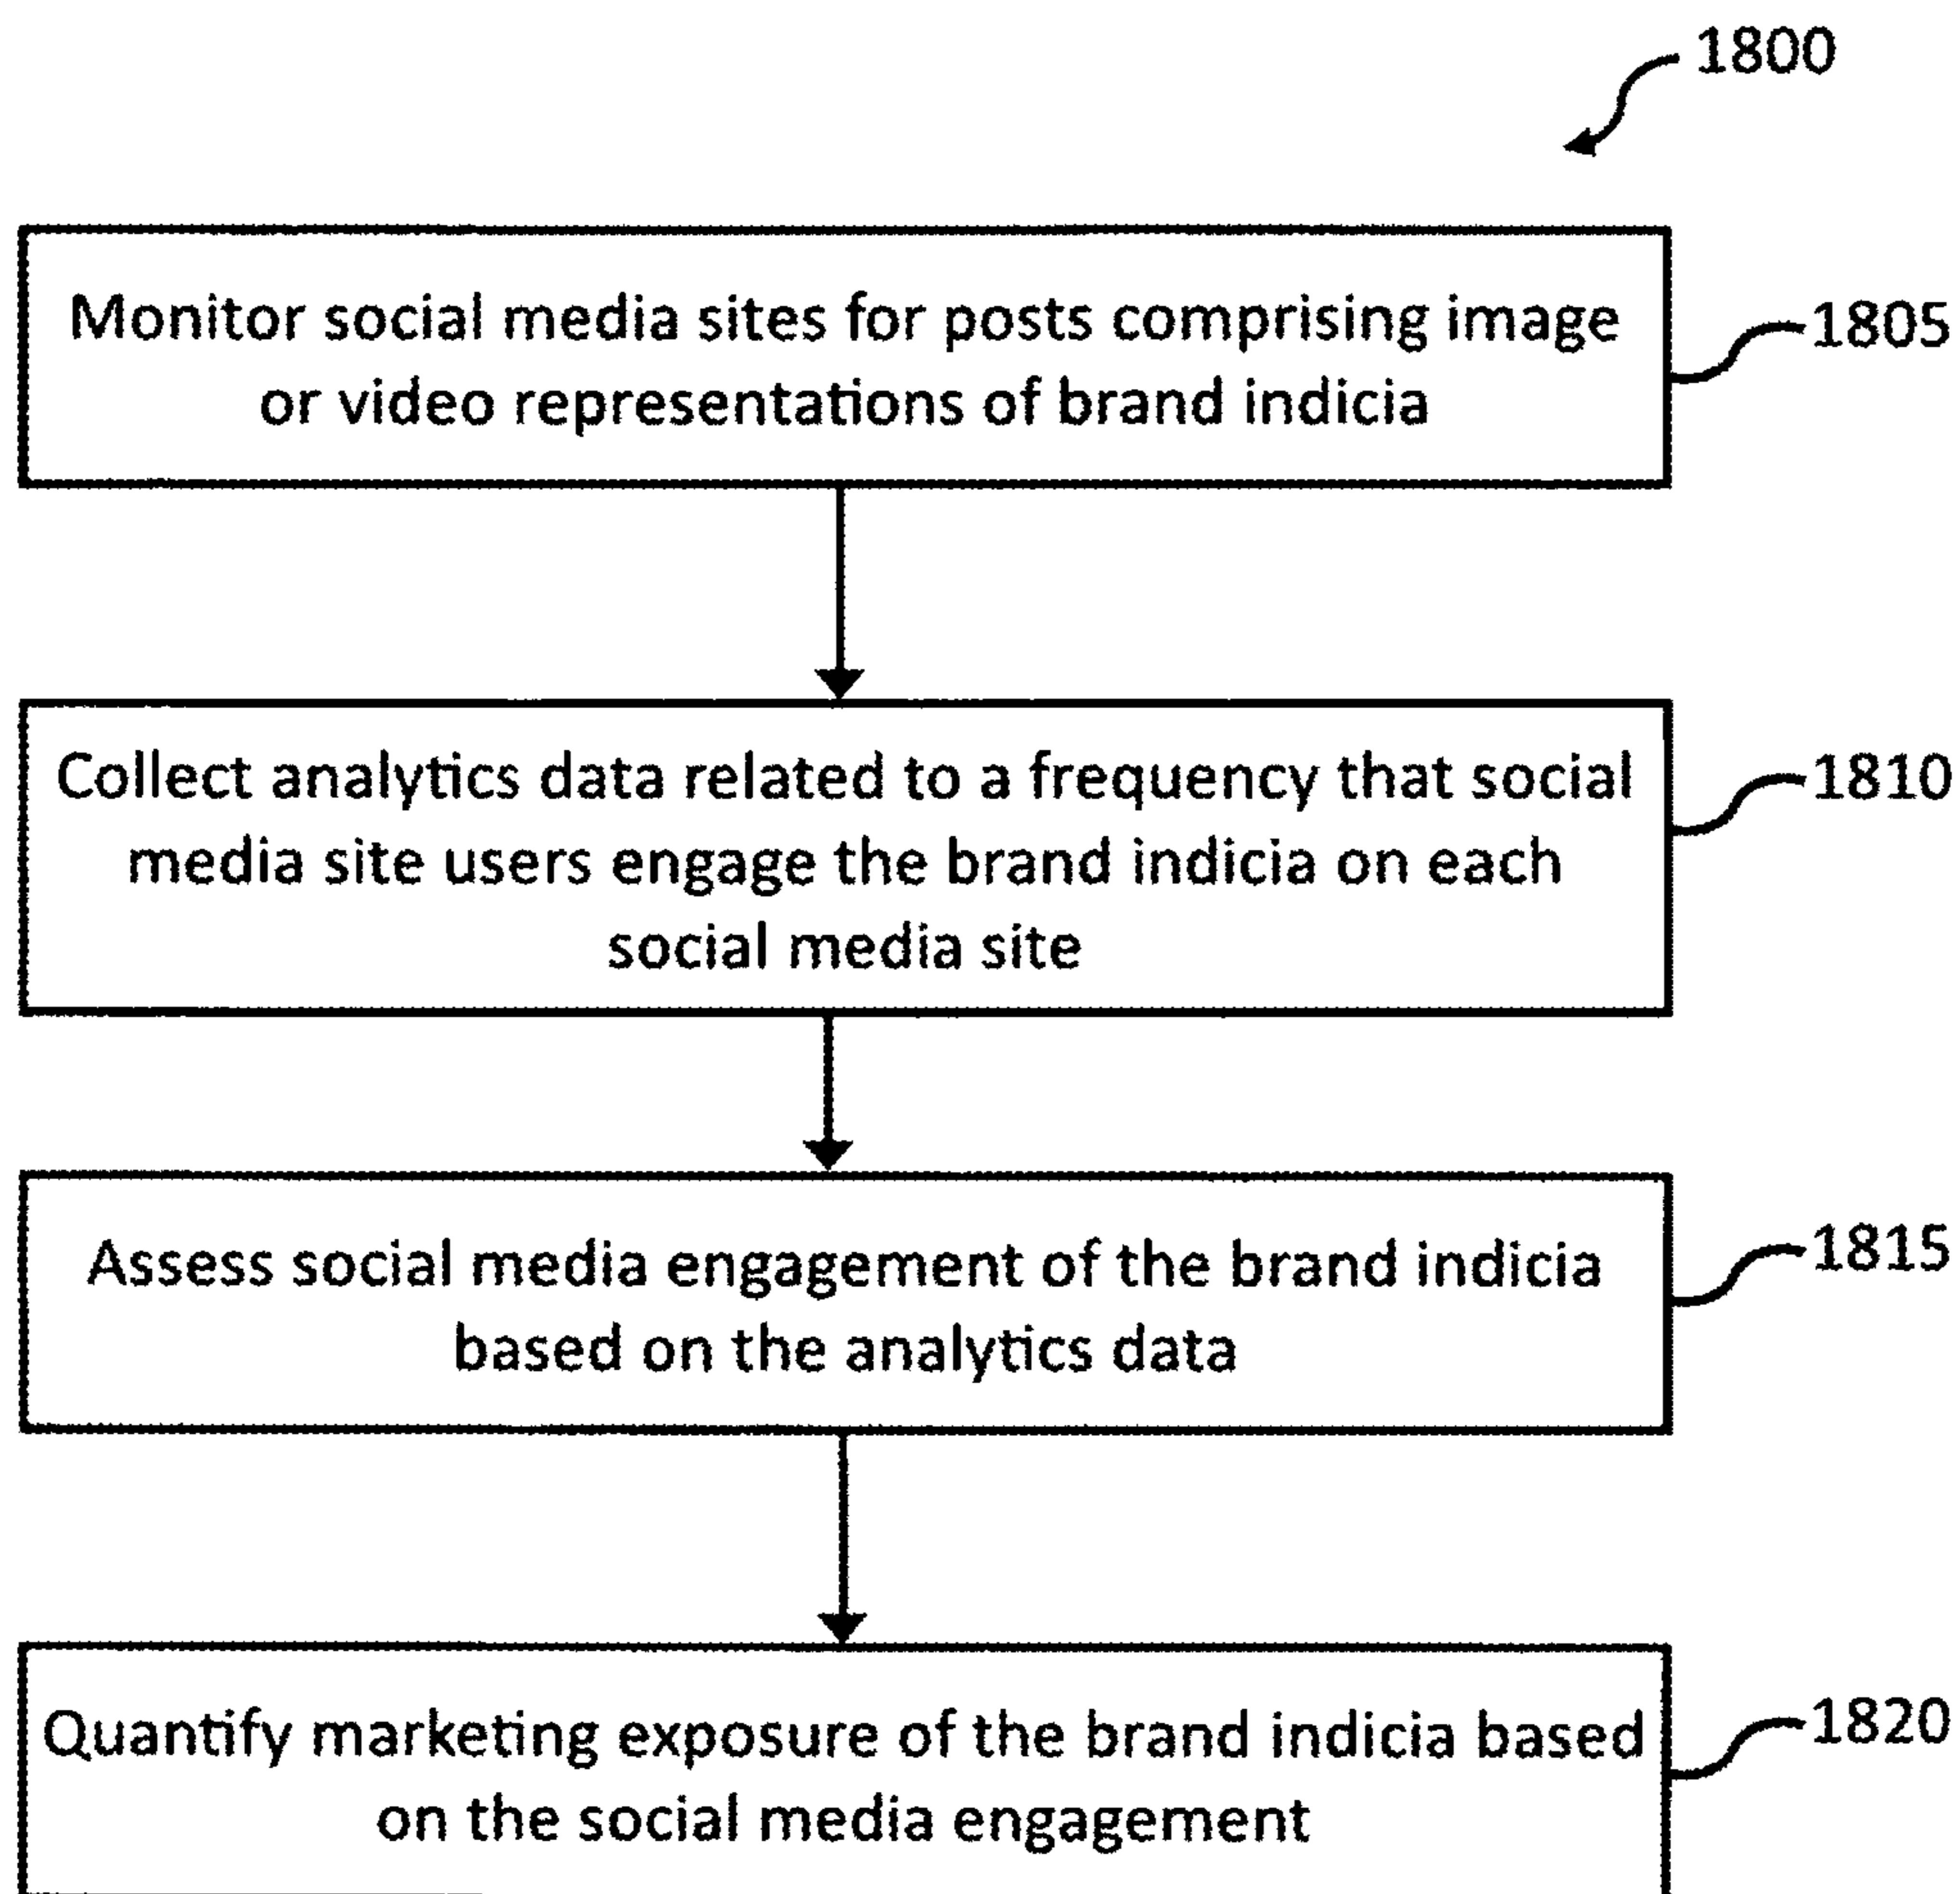 1800
Monitor social media sites for posts comprising image
or video representations of brand indicia
1805
Collect analytics data related to a frequency that social
media site users engage the brand indicia on each
social media site
1810
Assess social media engagement of the brand indicia
based on the analytics data
1815
Quantify marketing exposure of the brand indicia based
on the social media engagement
1820